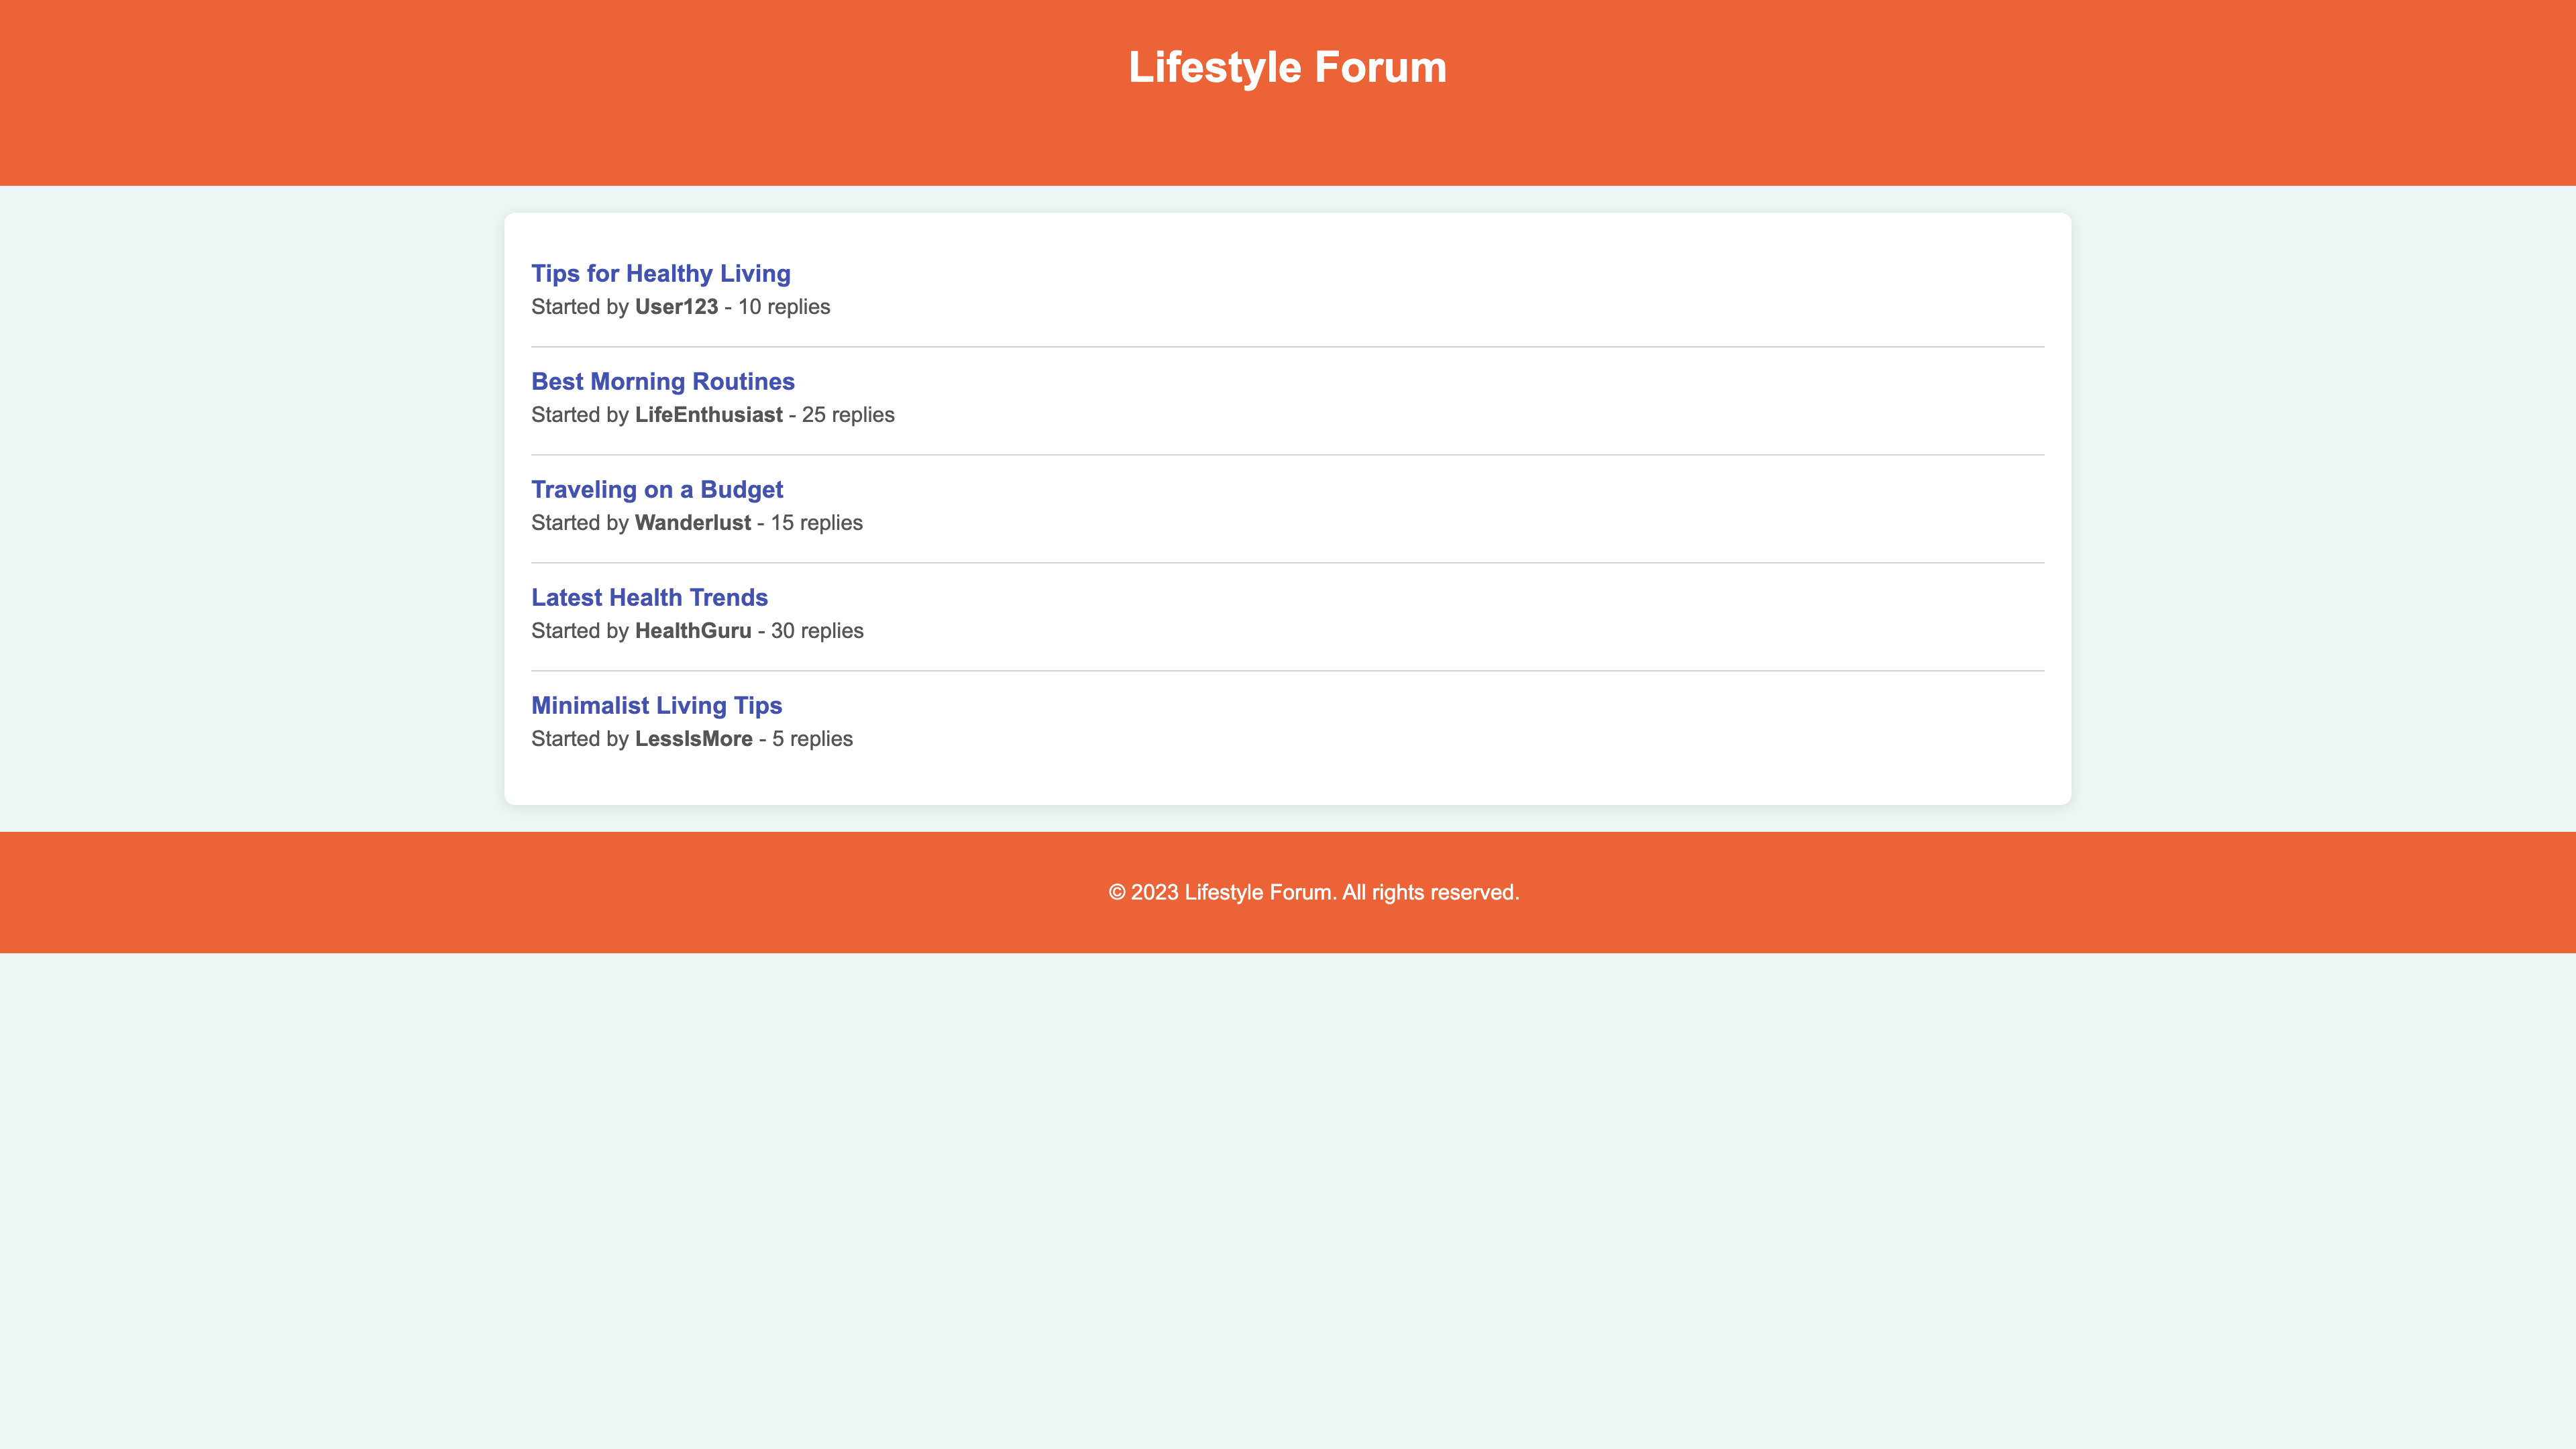 Lifestyle Forum
Tips for Healthy Living
Started by User123 - 10 replies
Best Morning Routines
Started by LifeEnthusiast - 25 replies
Traveling on a Budget
Started by Wanderlust - 15 replies
Latest Health Trends
Started by HealthGuru - 30 replies
Minimalist Living Tips
Started by LessIsMore - 5 replies
© 2023 Lifestyle Forum. All rights reserved.